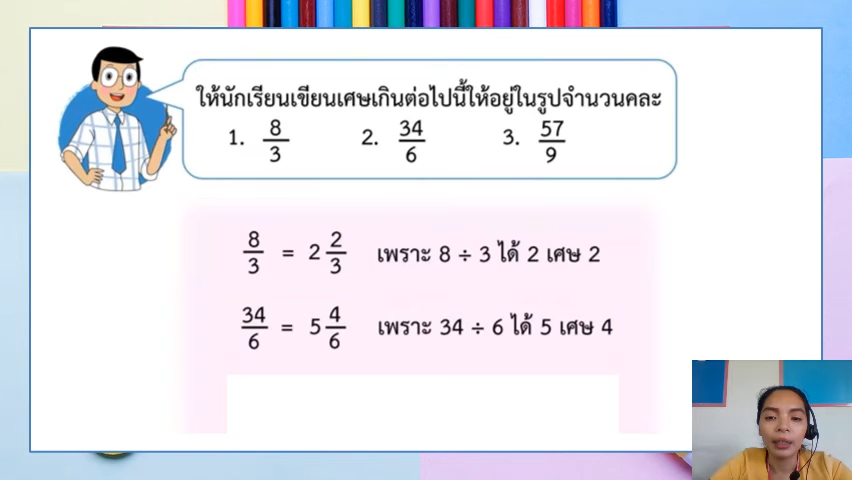 ให้นักเรียนเขียนเศษเกินต่อไปนี้ให้อยู่ในรูปจำนวนคละ
1. 8/3 2. 34/6 3. 57/9
8/3 = 2 2/3 เพราะ 8 ÷ 3 ได้ 2 เศษ 2
34/6 = 5 4/6 เพราะ 34 ÷ 6 ได้ 5 เศษ 4